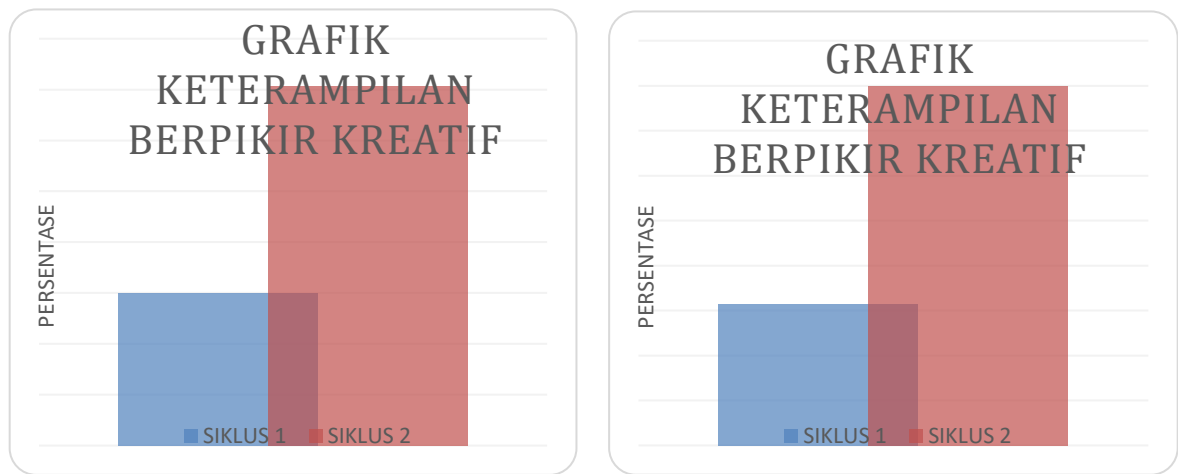 GRAFIK
KETERAMPILAN
BERPIKIR KREATIF
PERSENTASE
SIKLUS 1 SIKLUS 2
GRAFIK
KETERAMPILAN
BERPIKIR KREATIF
PERSENTASE
SIKLUS 1 SIKLUS 2